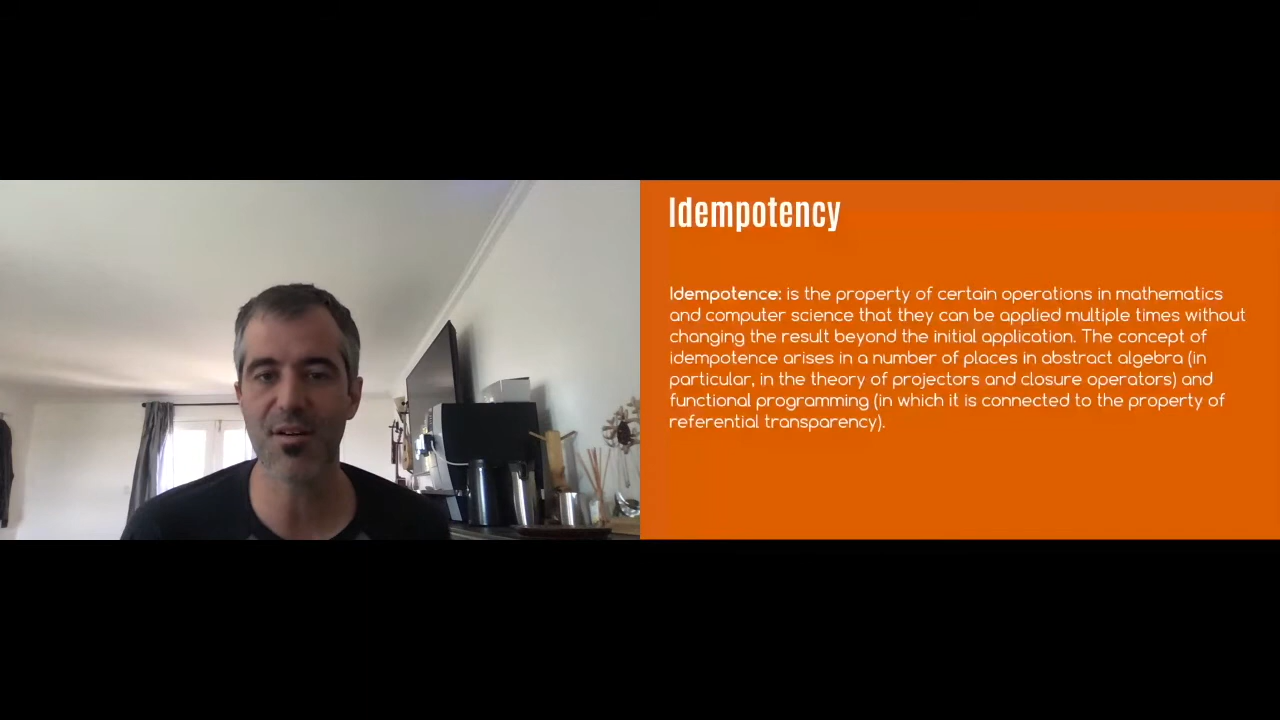 Idempotency
Idempotence: is the property of certain operations in mathematics
and computer science that they can be applied multiple times without
changing the result beyond the initial application. The concept of
idempotence arises in a number of places in abstract algebra (in
particular, in the theory of projectors and closure operators) and
functional programming (in which it is connected to the property of
referential transparency).